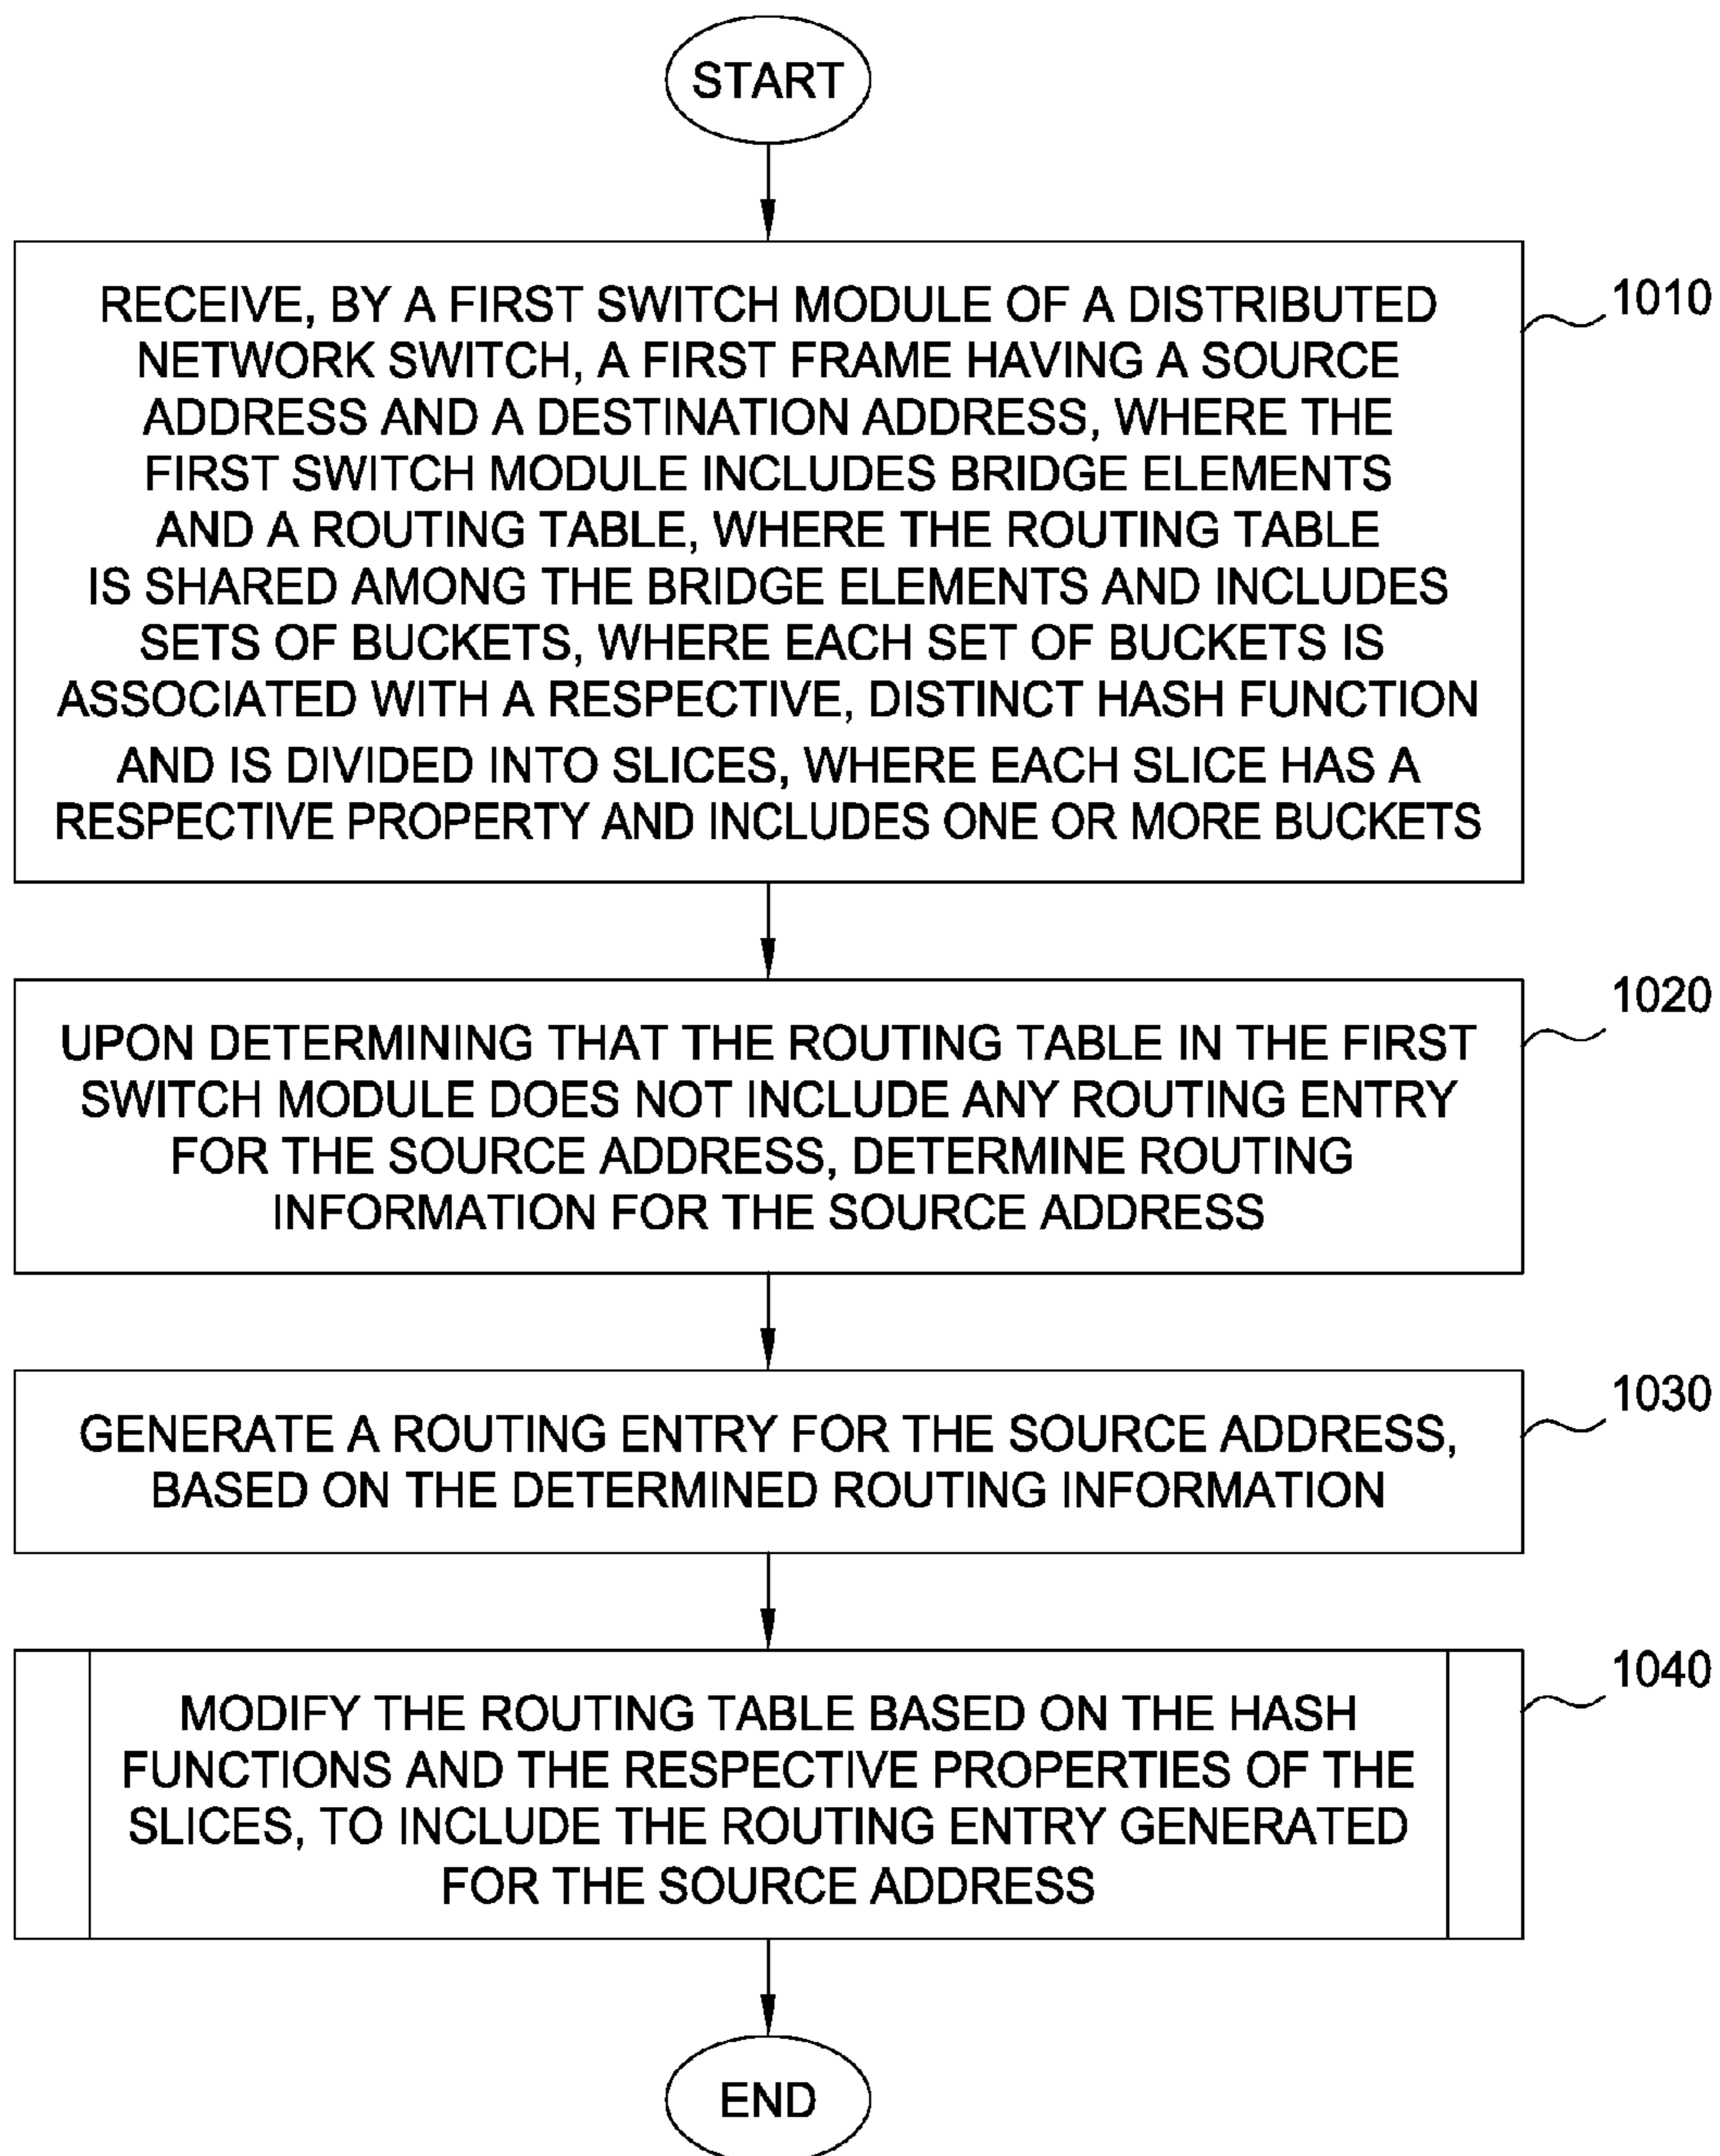 START
RECEIVE, BY A FIRST SWITCH MODULE OF A DISTRIBUTED
NETWORK SWITCH, A FIRST FRAME HAVING A SOURCE
ADDRESS AND A DESTINATION ADDRESS, WHERE THE
FIRST SWITCH MODULE INCLUDES BRIDGE ELEMENTS
AND A ROUTING TABLE, WHERE THE ROUTING TABLE
IS SHARED AMONG THE BRIDGE ELEMENTS AND INCLUDES
SETS OF BUCKETS, WHERE EACH SET OF BUCKETS IS
ASSOCIATED WITH A RESPECTIVE, DISTINCT HASH FUNCTION
AND IS DIVIDED INTO SLICES, WHERE EACH SLICE HAS A
RESPECTIVE PROPERTY AND INCLUDES ONE OR MORE BUCKETS
1010
UPON DETERMINING THAT THE ROUTING TABLE IN THE FIRST
SWITCH MODULE DOES NOT INCLUDE ANY ROUTING ENTRY
FOR THE SOURCE ADDRESS, DETERMINE ROUTING
INFORMATION FOR THE SOURCE ADDRESS
1020
GENERATE A ROUTING ENTRY FOR THE SOURCE ADDRESS,
BASED ON THE DETERMINED ROUTING INFORMATION
1030
MODIFY THE ROUTING TABLE BASED ON THE HASH
FUNCTIONS AND THE RESPECTIVE PROPERTIES OF THE
SLICES, TO INCLUDE THE ROUTING ENTRY GENERATED
FOR THE SOURCE ADDRESS
1040
END